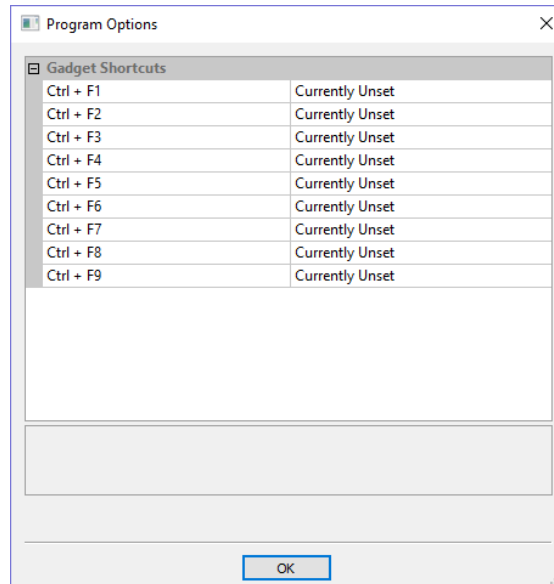 Program Options
Gadget Shortcuts
Ctrl + F1 Currently Unset
Ctrl + F2 Currently Unset
Ctrl + F3 Currently Unset
Ctrl + F4 Currently Unset
Ctrl + F5 Currently Unset
Ctrl + F6 Currently Unset
Ctrl + F7 Currently Unset
Ctrl + F8 Currently Unset
Ctrl + F9 Currently Unset
OK